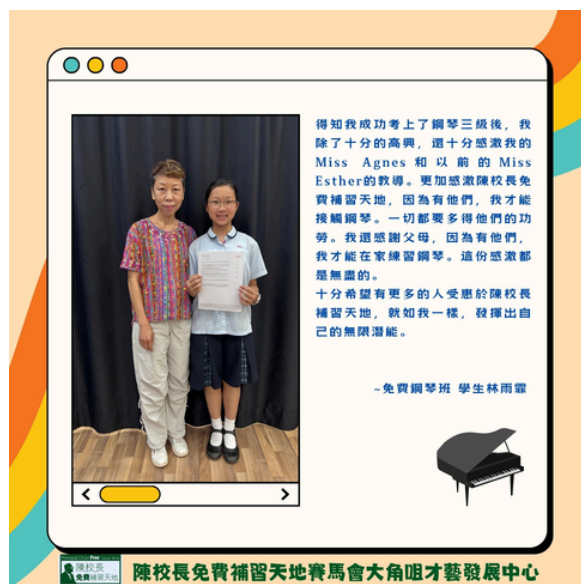 得知我成功考上了鋼琴三級後，我
除了十分的高興，還十分感激我的
Miss Agnes 和以前的Miss
Esther的教導。更加感激陳校長免
費補習天地，因為有他們，我才能
接觸鋼琴。一切都要多得他們的功
勞。我還感謝父母，因為有他們，
我才能在家練習鋼琴。這份感激都
是無盡的。
十分希望有更多的人受惠於陳校長
補習天地，就如我一樣，發揮出自
己的無限潛能。
~免費鋼琴班 學生林雨霏
陳校長
免費補習天地
陳校長免費補習天地賽馬會大角咀才藝發展中心